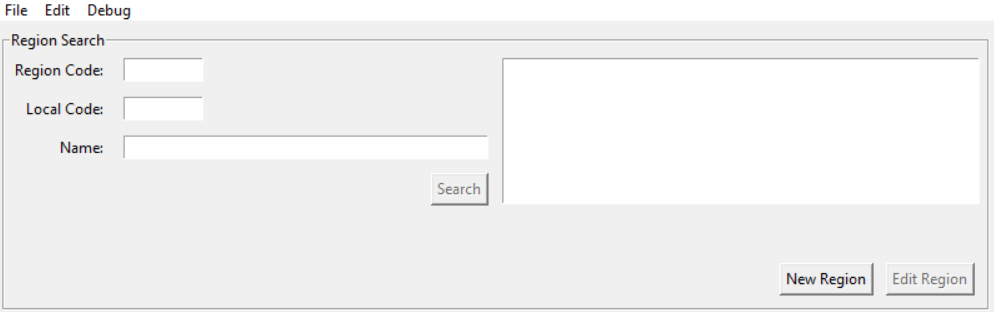 File Edit Debug
Region Search
Region Code:
Local Code:
Name:
Search
New Region Edit Region